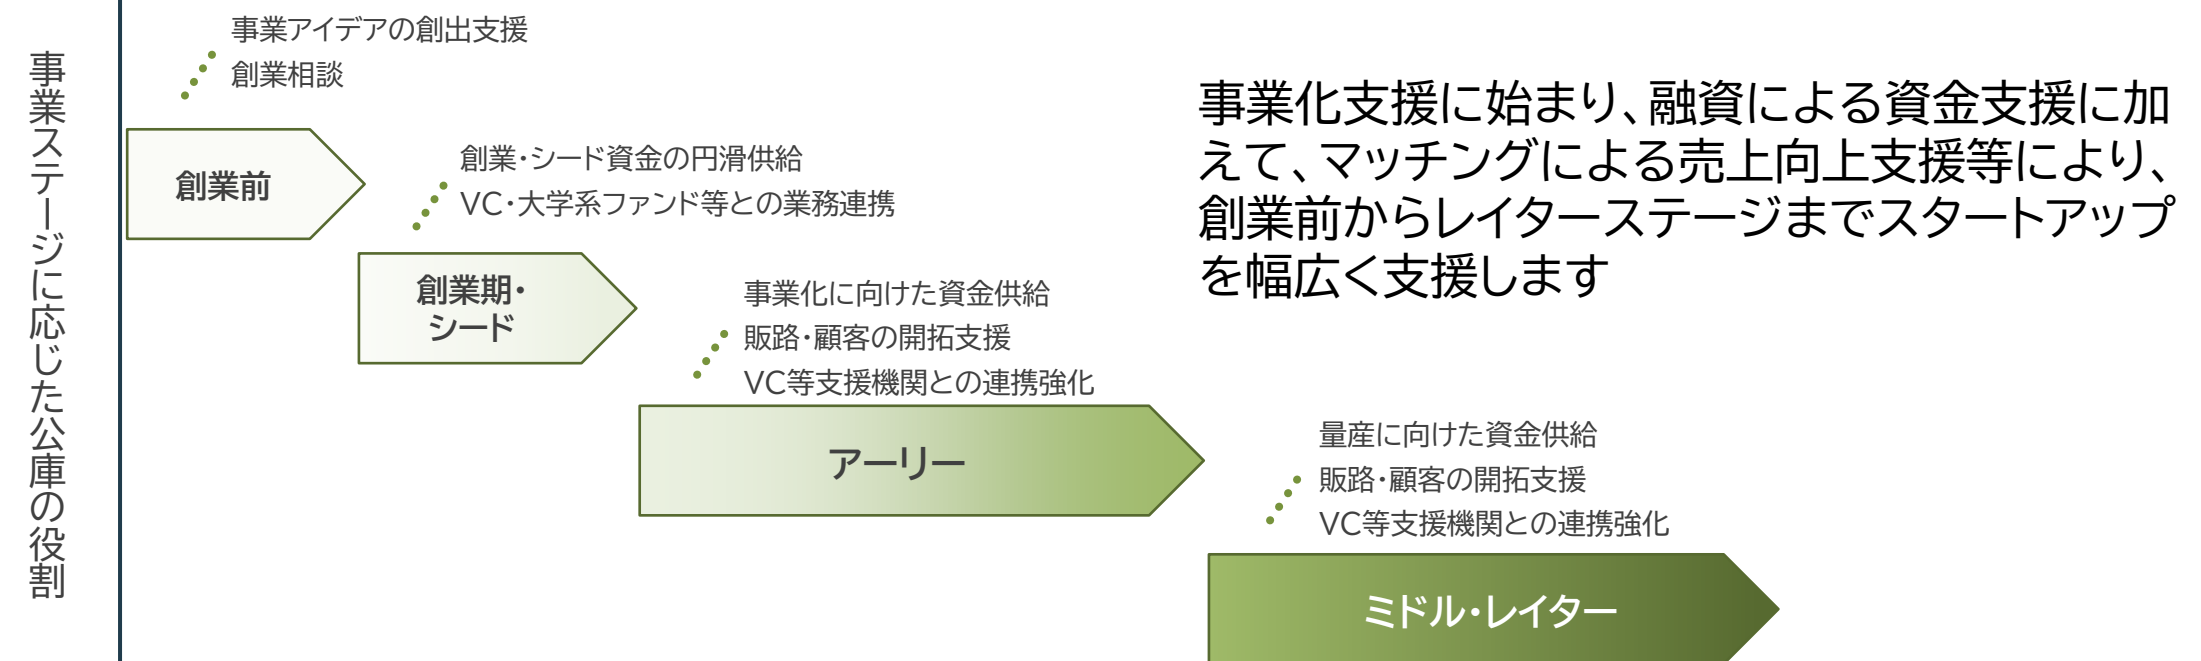 事業ステージに応じた公庫の役割
事業アイデアの創出支援
創業相談
創業前
創業・シード資金の円滑供給
VC・大学系ファンド等との業務連携
創業期・
シード
事業化に向けた資金供給
販路・顧客の開拓支援
VC等支援機関との連携強化
アーリー
事業化支援に始まり、融資による資金支援に加
えて、マッチングによる売上向上支援等により、
創業前からレイターステージまでスタートアップ
を幅広く支援します
量産に向けた資金供給
販路・顧客の開拓支援
VC等支援機関との連携強化
ミドル・レイター